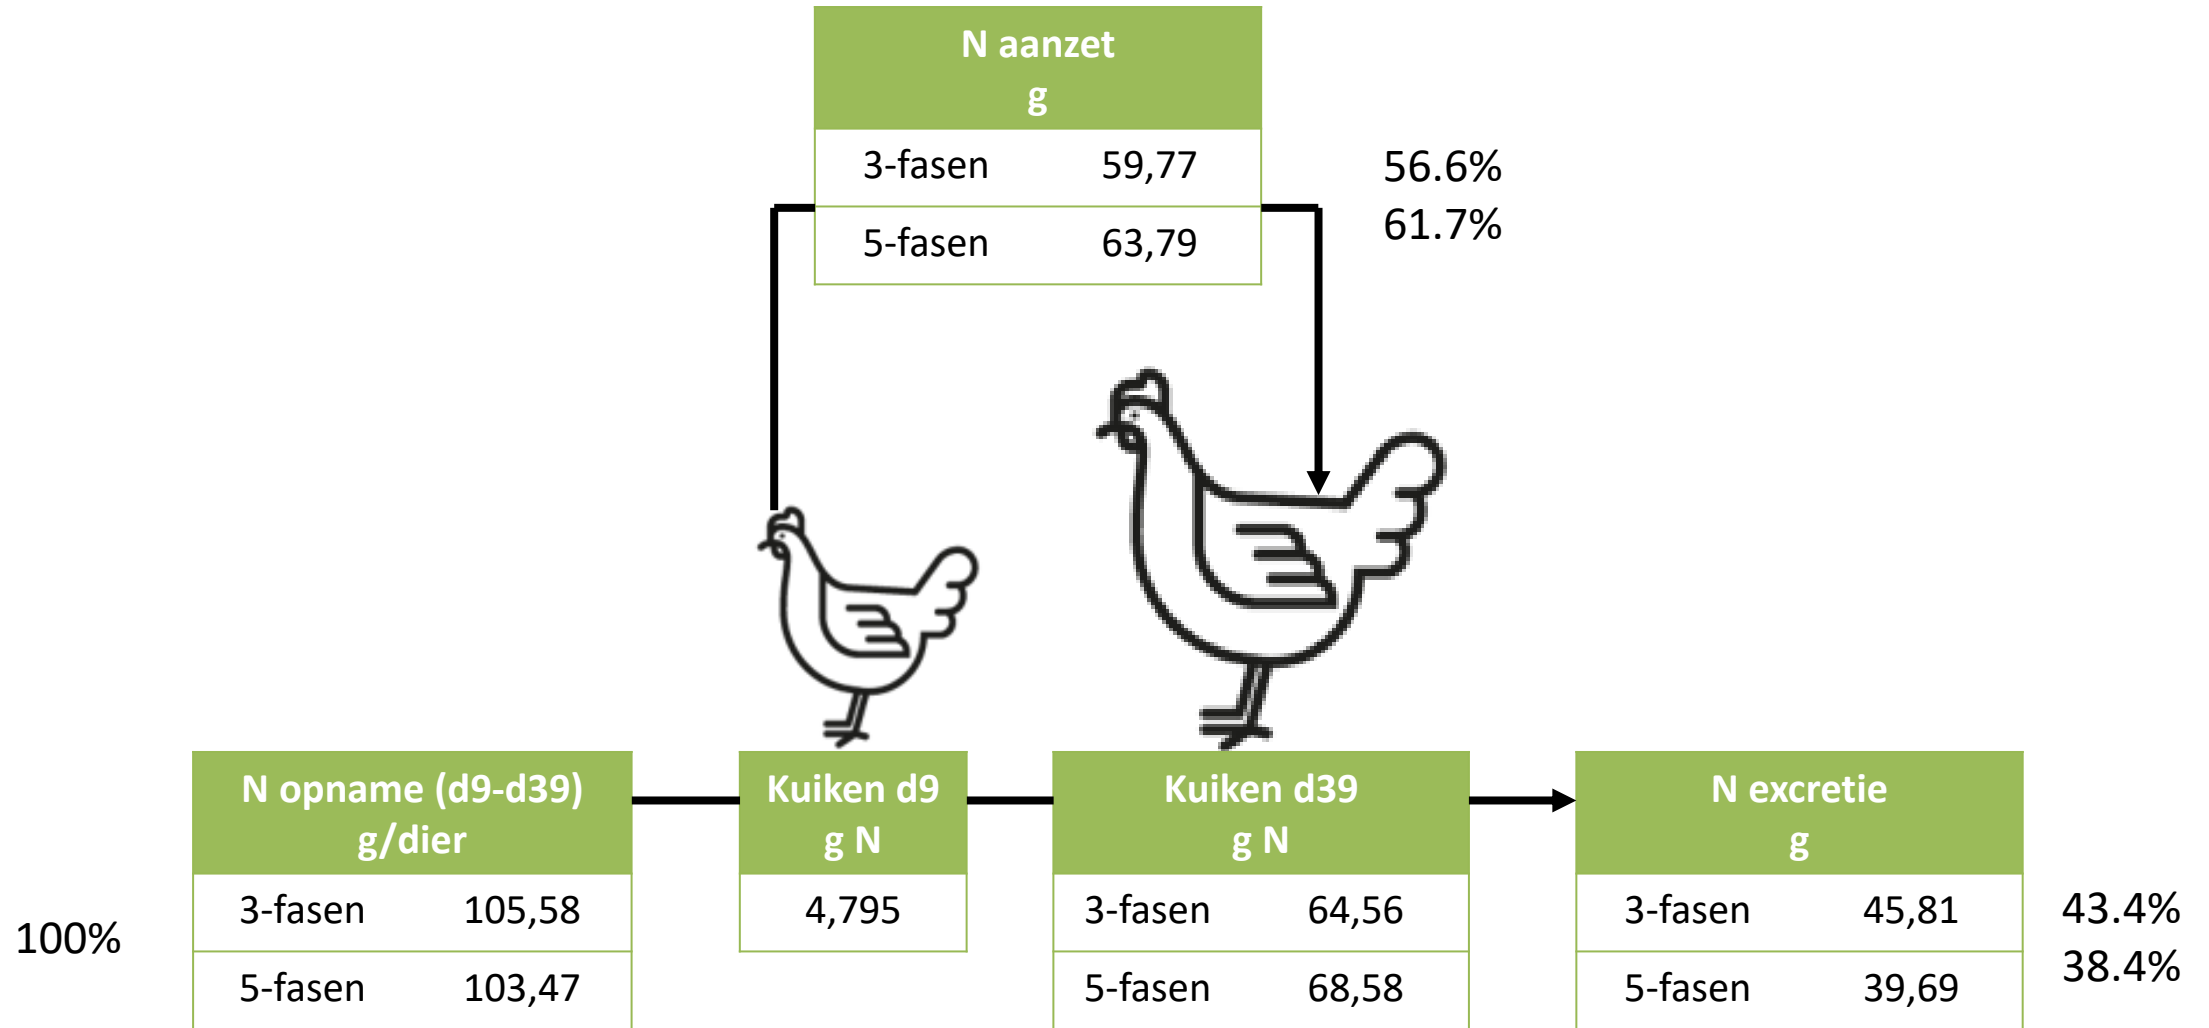 N aanzet
g
3-fasen 59,77
5-fasen 63,79
56.6%
61.7%
N opname (d9-d39)
g/dier
3-fasen 105,58
5-fasen 103,47
100%
Kuiken d9
g N
4,795
Kuiken d39
g N
3-fasen 64,56
5-fasen 68,58
N excretie
g
3-fasen 45,81
5-fasen 39,69
43.4%
38.4%